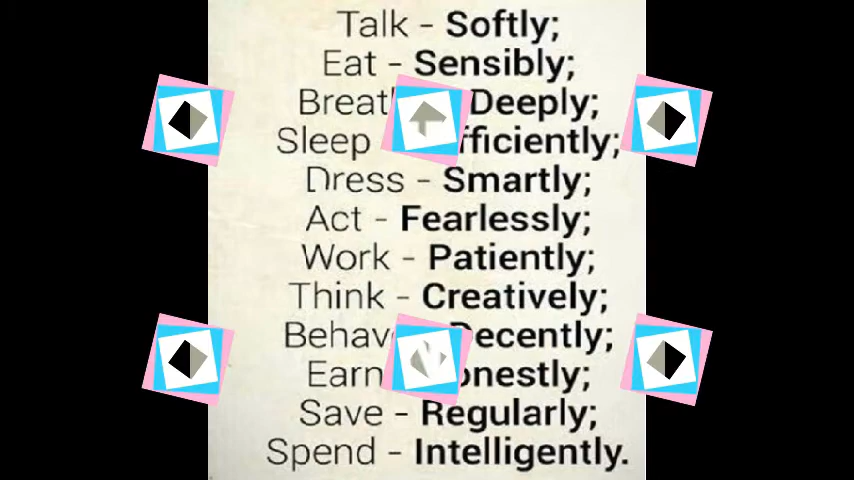 Talk - Softly;
Eat - Sensibly;
Deeply;
Sleep
Dress - Smartly;
Act - Fearlessly;
Work - Patiently;
Think - Creatively;
Decently;
Earn
Save - Regularly;
Spend - Intelligently.